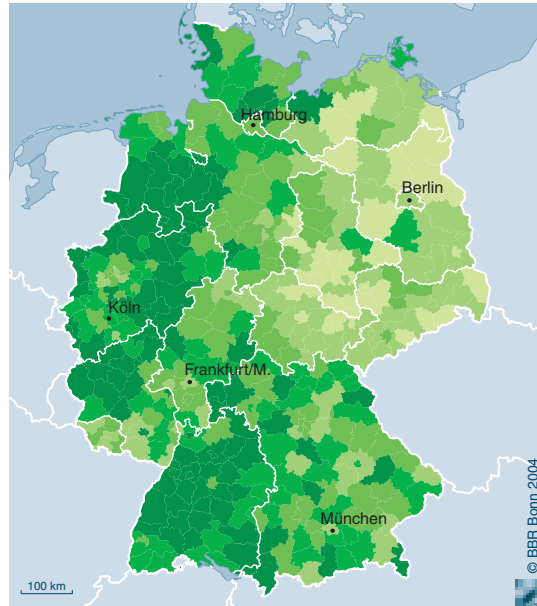 Hamburg
Berlin
Köln
Frankfurt/M.
München
100 km
© BBR Bonn 2004